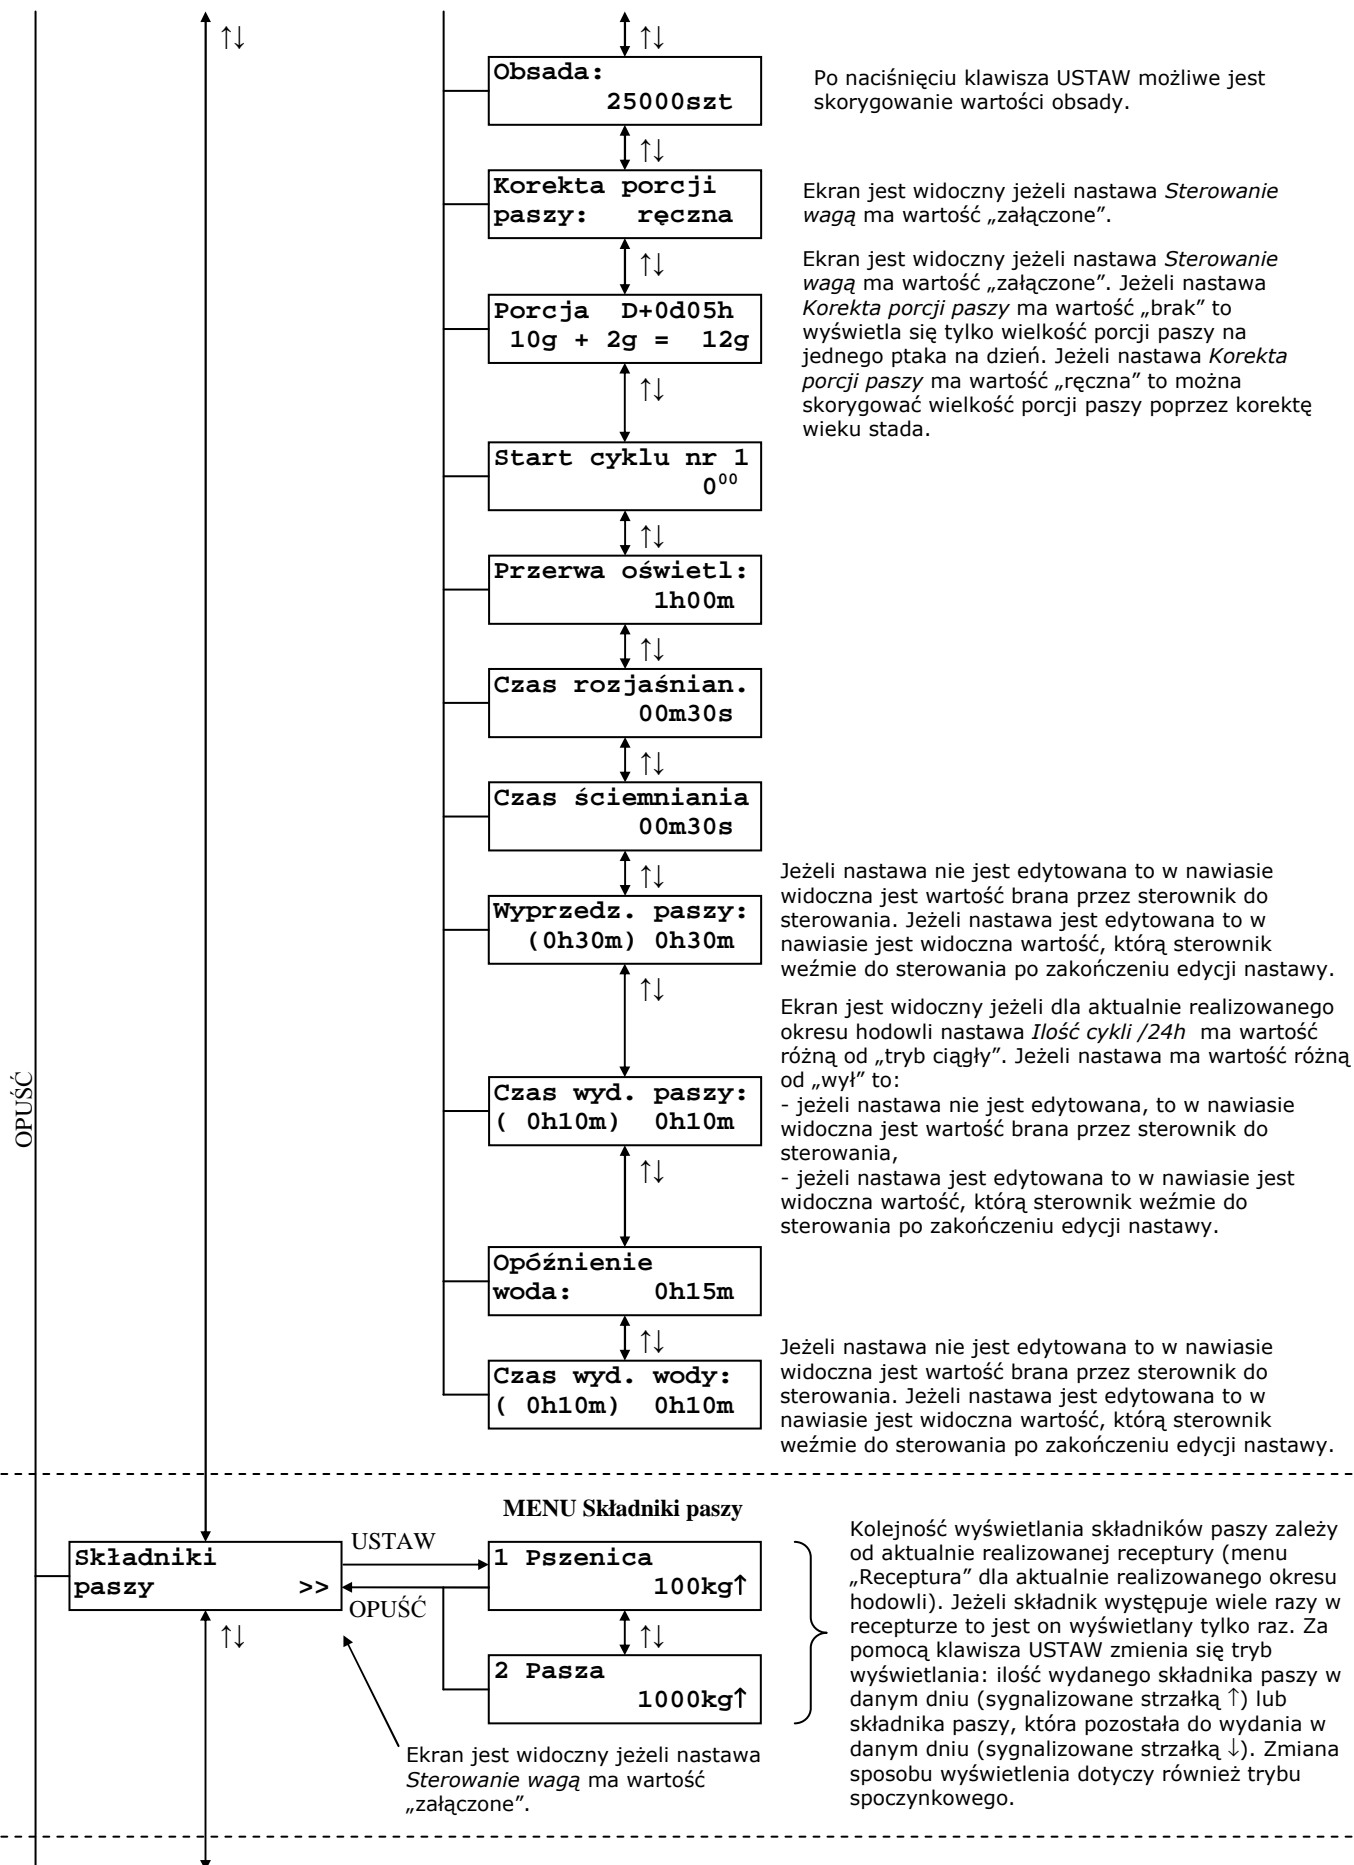 ↑↓
↑↓
Obsada:
25000szt
Po naciśnięciu klawisza USTAW możliwe jest
skorygowanie wartości obsady.
↑↓
Korekta porcji
paszy: ręczna
Ekran jest widoczny jeżeli nastawa Sterowanie
wagą ma wartość „załączone”.
↑↓
Porcja D+0d05h
10g + 2g = 12g
Ekran jest widoczny jeżeli nastawa Sterowanie
wagą ma wartość „załączone”. Jeżeli nastawa
Korekta porcji paszy ma wartość „brak” to
wyświetla się tylko wielkość porcji paszy na
jednego ptaka na dzień. Jeżeli nastawa Korekta
porcji paszy ma wartość „ręczna” to można
skorygować wielkość porcji paszy poprzez korektę
wieku stada.
↑↓
Start cyklu nr 1
0⁰⁰
↑↓
Przerwa oświetl:
1h00m
↑↓
Czas rozjaśnian.
00m30s
↑↓
Czas ściemniania
00m30s
↑↓
Wyprzedz. paszy:
(0h30m) 0h30m
Jeżeli nastawa nie jest edytowana to w nawiasie
widoczna jest wartość brana przez sterownik do
sterowania. Jeżeli nastawa jest edytowana to w
nawiasie jest widoczna wartość, którą sterownik
weźmie do sterowania po zakończeniu edycji nastawy.
↑↓
Czas wyd. paszy:
( 0h10m) 0h10m
Ekran jest widoczny jeżeli dla aktualnie realizowanego
okresu hodowli nastawa Ilość cykli /24h ma wartość
różną od „tryb ciągły”. Jeżeli nastawa ma wartość różną
od „wył” to:
- jeżeli nastawa nie jest edytowana, to w nawiasie
widoczna jest wartość brana przez sterownik do
sterowania,
- jeżeli nastawa jest edytowana to w nawiasie jest
widoczna wartość, którą sterownik weźmie do
sterowania po zakończeniu edycji nastawy.
OPUŚĆ
↑↓
Opóźnienie
woda: 0h15m
↑↓
Czas wyd. wody:
( 0h10m) 0h10m
Jeżeli nastawa nie jest edytowana to w nawiasie
widoczna jest wartość brana przez sterownik do
sterowania. Jeżeli nastawa jest edytowana to w
nawiasie jest widoczna wartość, którą sterownik
weźmie do sterowania po zakończeniu edycji nastawy.
MENU Składniki paszy
Składniki
paszy >>
USTAW
OPUŚĆ
↑↓
1 Pszenica
100kg↑
↑↓
2 Pasza
1000kg↑
Kolejność wyświetlania składników paszy zależy
od aktualnie realizowanej receptury (menu
„Receptura” dla aktualnie realizowanego okresu
hodowli). Jeżeli składnik występuje wiele razy w
recepturze to jest on wyświetlany tylko raz. Za
pomocą klawisza USTAW zmienia się tryb
wyświetlania: ilość wydanego składnika paszy w
danym dniu (sygnalizowane strzałką ↑) lub
składnika paszy, która pozostała do wydania w
danym dniu (sygnalizowane strzałką ↓). Zmiana
sposobu wyświetlenia dotyczy również trybu
spoczynkowego.
Ekran jest widoczny jeżeli nastawa
Sterowanie wagą ma wartość
„załączone”.